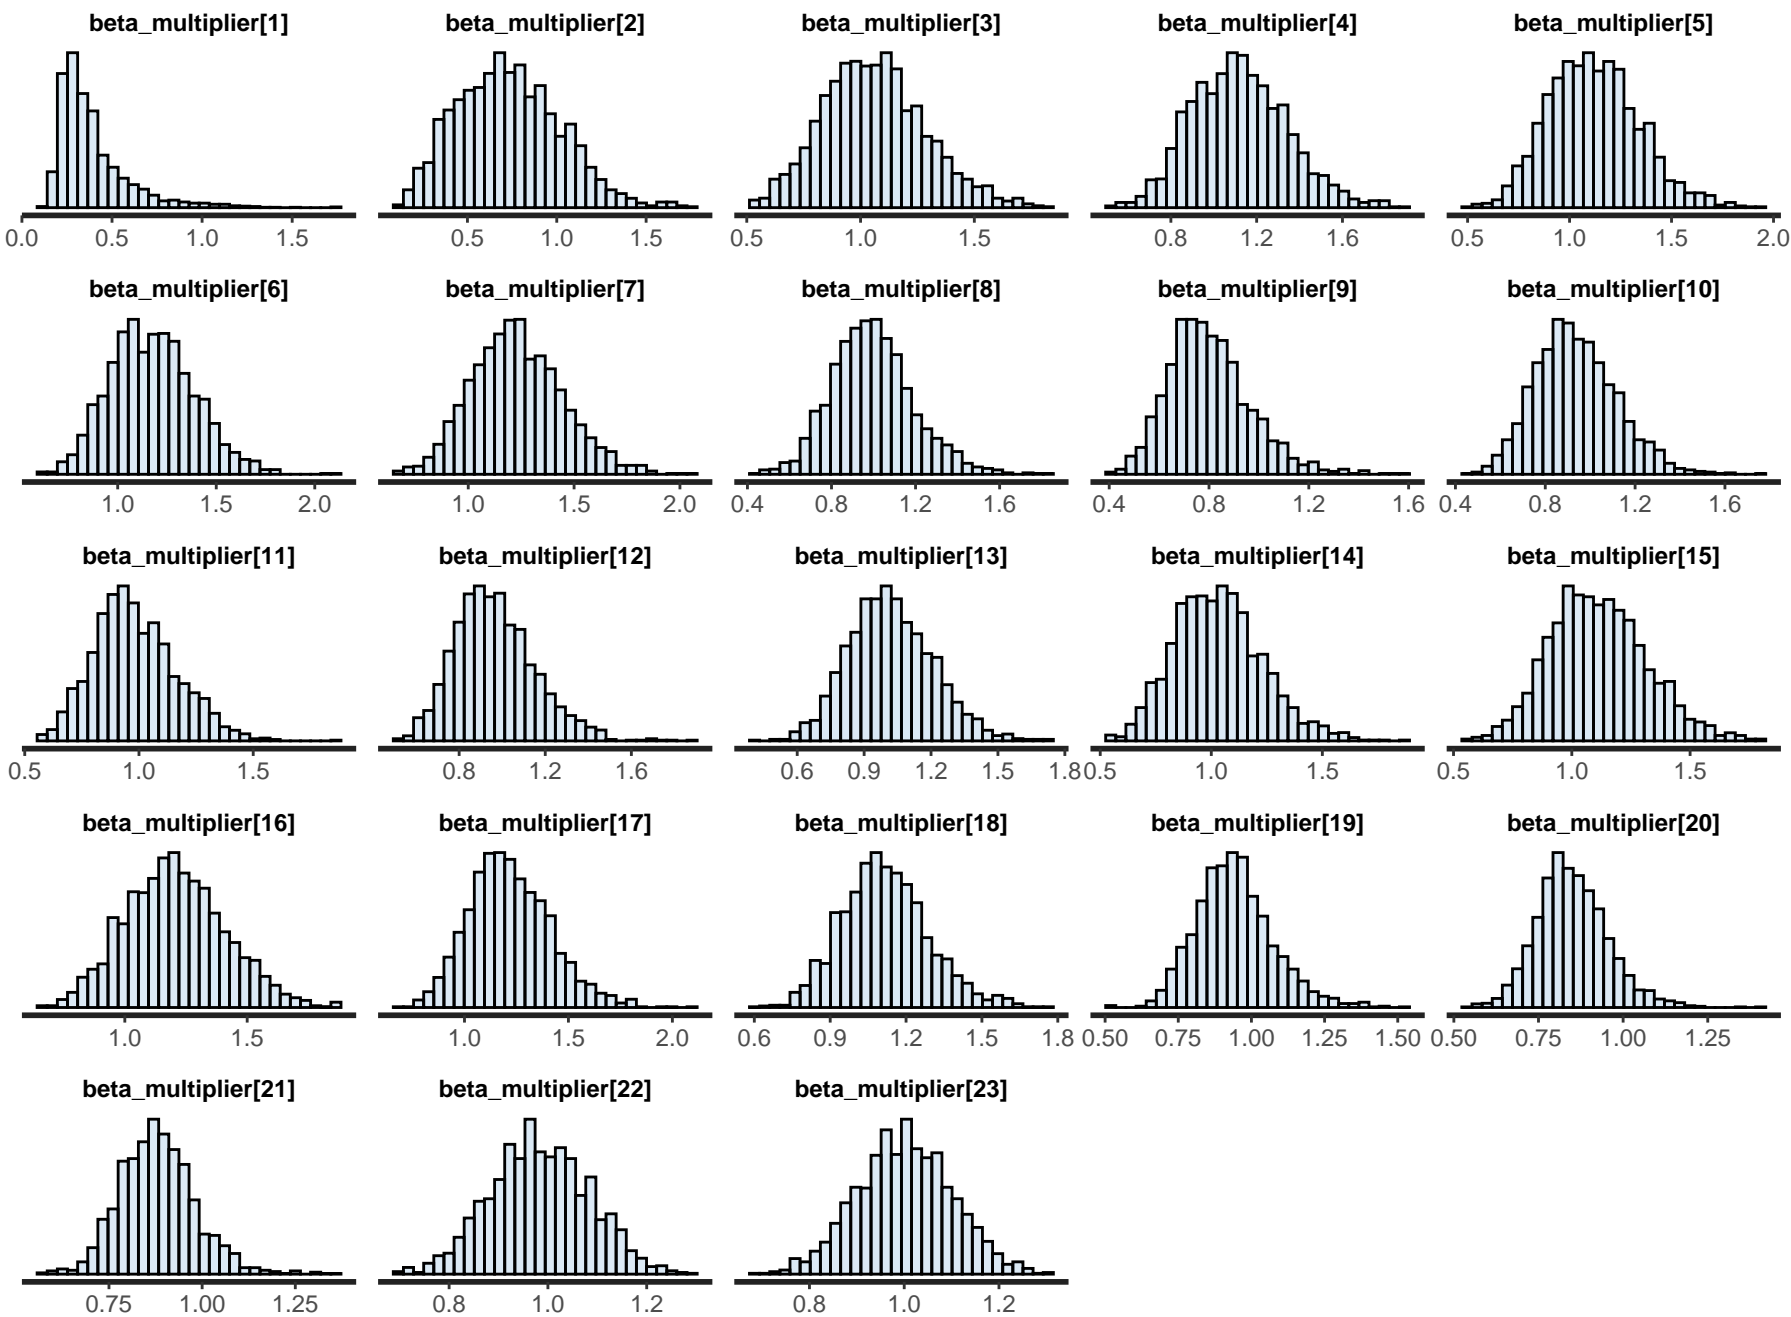 beta_multiplier[1] beta_multiplier[2] beta_multiplier[3] beta_multiplier[4] beta_multiplier[5]
0.0 0.5 1.0 1.5 0.5 1.0 1.5 0.5 1.0 1.5 0.8 1.2 1.6 0.5 1.0 1.5 2.0
beta_multiplier[6] beta_multiplier[7] beta_multiplier[8] beta_multiplier[9] beta_multiplier[10]
1.0 1.5 2.0 1.0 1.5 2.0 0.4 0.8 1.2 1.6 0.4 0.8 1.2 1.6 0.4 0.8 1.2 1.6
beta_multiplier[11] beta_multiplier[12] beta_multiplier[13] beta_multiplier[14] beta_multiplier[15]
0.5 1.0 1.5 0.8 1.2 1.6 0.6 0.9 1.2 1.5 1.8 0.5 1.0 1.5 0.5 1.0 1.5
beta_multiplier[16] beta_multiplier[17] beta_multiplier[18] beta_multiplier[19] beta_multiplier[20]
1.0 1.5 1.0 1.5 2.0 0.6 0.9 1.2 1.5 1.8 0.50 0.75 1.00 1.25 1.50 0.50 0.75 1.00 1.25
beta_multiplier[21] beta_multiplier[22] beta_multiplier[23]
0.75 1.00 1.25 0.8 1.0 1.2 0.8 1.0 1.2